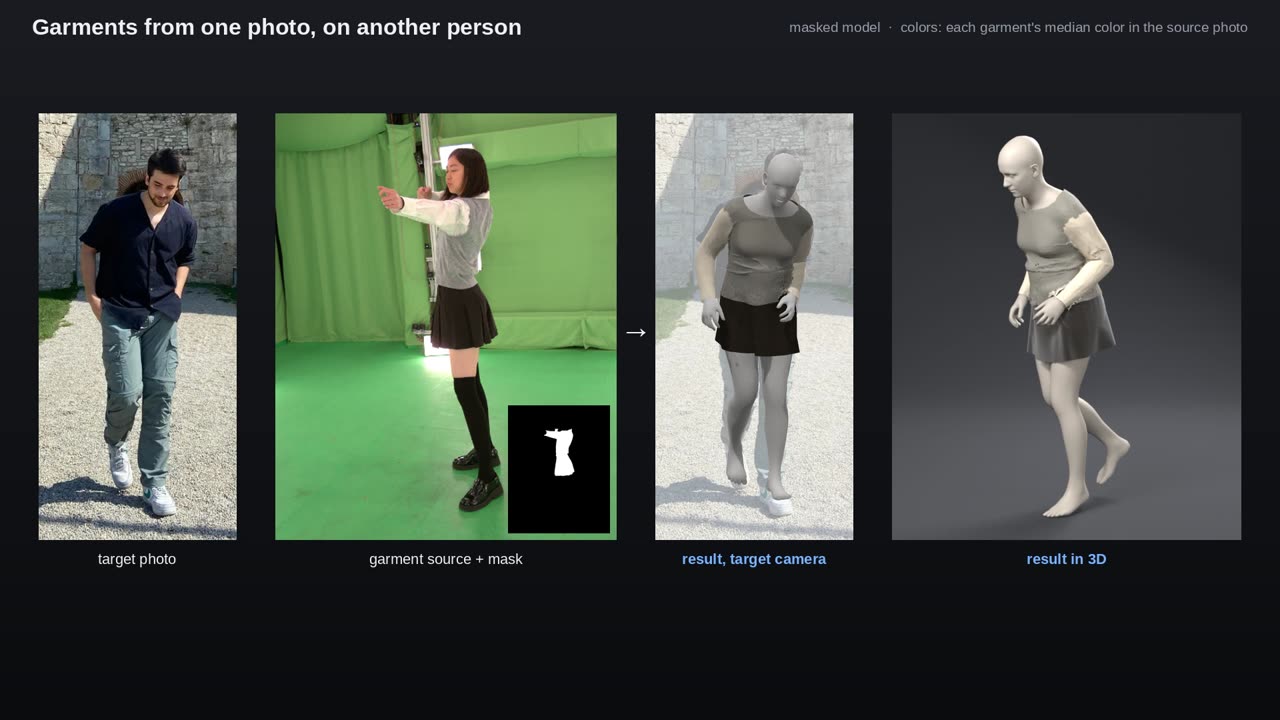 Garments from one photo, on another person
masked model · colors: each garment's median color in the source photo
→
target photo
garment source + mask
result, target camera
result in 3D